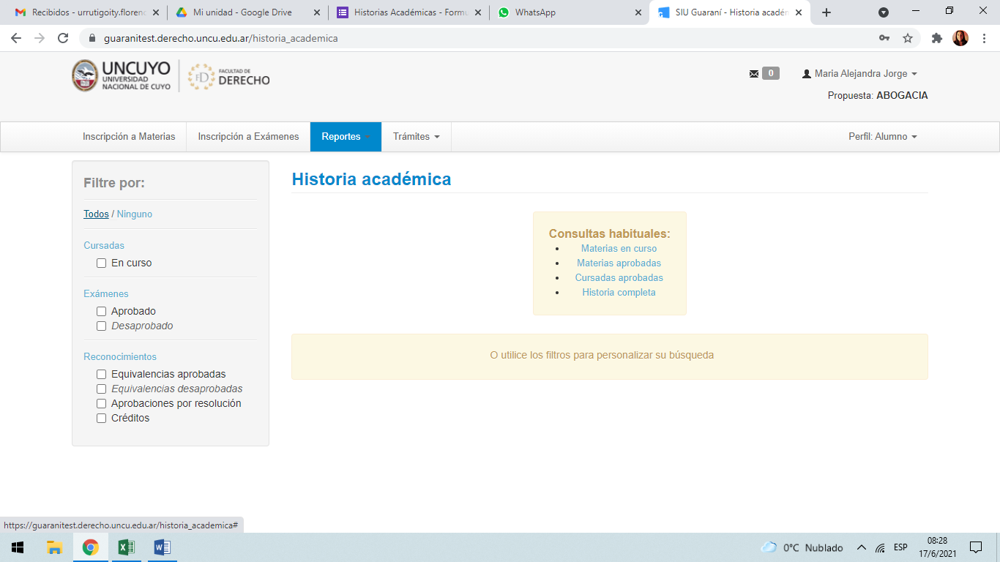 Recibidos - urrutigoity.florenc
Mi unidad - Google Drive
Historias Académicas - Formu
WhatsApp
SIU Guaraní - Historia académ
guaranitest.derecho.uncu.edu.ar/historia_academica
UNCUYO
UNIVERSIDAD
NACIONAL DE CUYO
FD
FACULTAD DE
DERECHO
0
Maria Alejandra Jorge
Propuesta: ABOGACIA
Inscripción a Materias
Inscripción a Exámenes
Reportes
Trámites
Perfil: Alumno
Filtre por:
Todos / Ninguno
Cursadas
En curso
Exámenes
Aprobado
Desaprobado
Reconocimientos
Equivalencias aprobadas
Equivalencias desaprobadas
Aprobaciones por resolución
Créditos
Historia académica
Consultas habituales:
Materias en curso
Materias aprobadas
Cursadas aprobadas
Historia completa
O utilice los filtros para personalizar su búsqueda
https://guaranitest.derecho.uncu.edu.ar/historia_academica#
0°C Nublado
ESP
08:28
17/6/2021